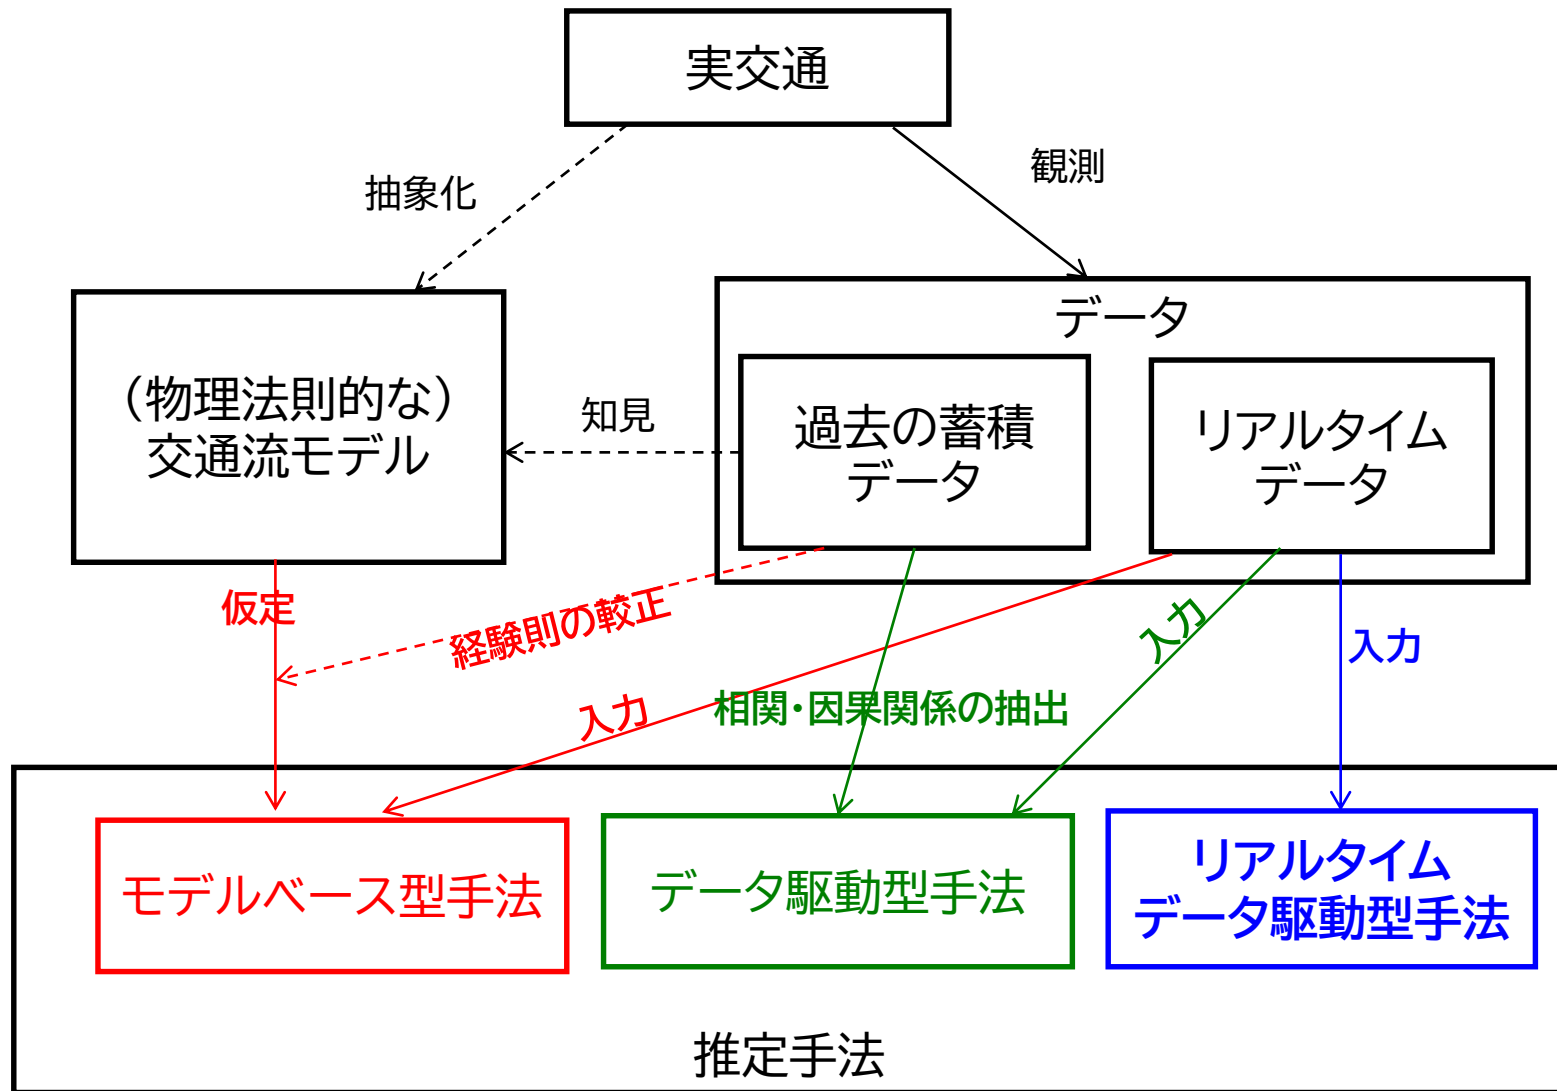 実交通
抽象化
観測
データ
(物理法則的な)
交通流モデル
知見
過去の蓄積
データ
リアルタイム
データ
仮定
経験則の較正
入力
相関・因果関係の抽出
入力
入力
モデルベース型手法
データ駆動型手法
リアルタイム
データ駆動型手法
推定手法